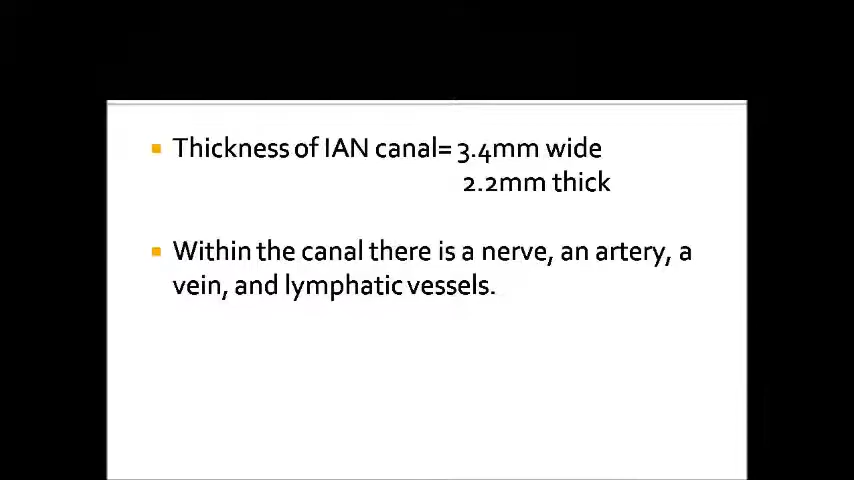 Thickness of IAN canal= 3.4mm wide
2.2mm thick
Within the canal there is a nerve, an artery, a
vein, and lymphatic vessels.